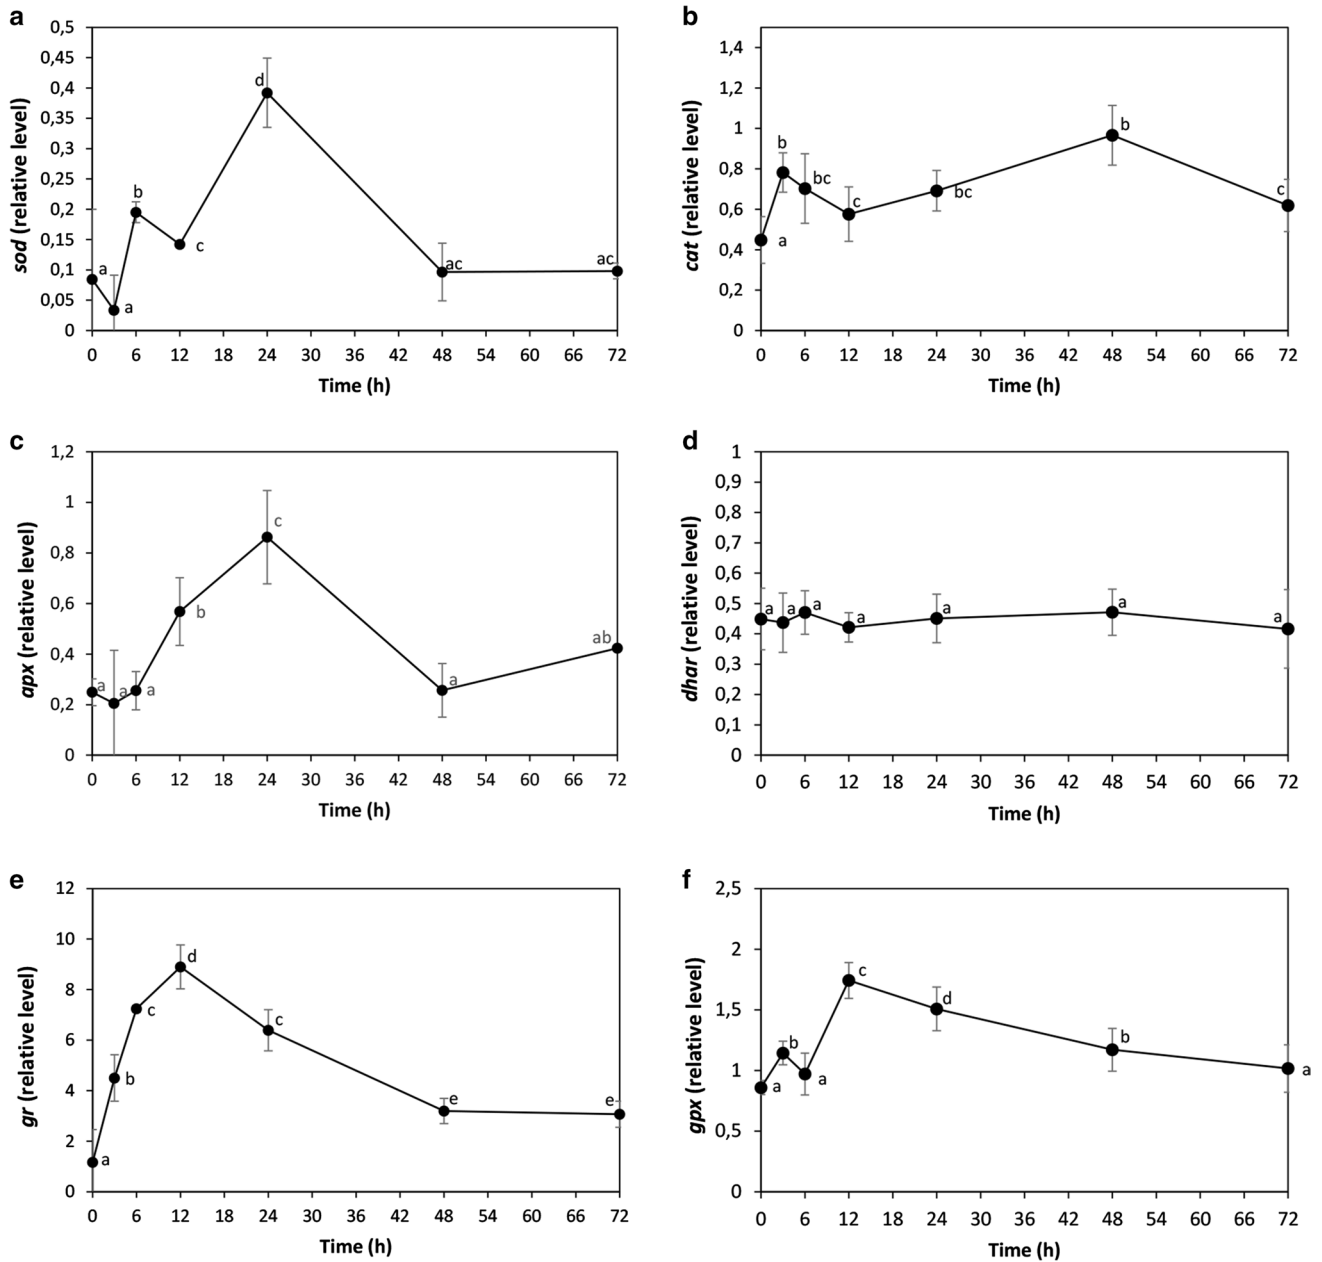 a
sod (relative level)
0,5
0,45
0,4
0,35
0,3
0,25
0,2
0,15
0,1
0,05
0
a
a
b
c
d
ac
ac
0 6 12 18 24 30 36 42 48 54 60 66 72
Time (h)
b
cat (relative level)
1,4
1,2
1
0,8
0,6
0,4
0,2
0
a
b
bc
c
bc
b
c
0 6 12 18 24 30 36 42 48 54 60 66 72
Time (h)
c
apx (relative level)
1,2
1
0,8
0,6
0,4
0,2
0
a
a
a
b
c
a
ab
0 6 12 18 24 30 36 42 48 54 60 66 72
Time (h)
d
dhar (relative level)
1
0,9
0,8
0,7
0,6
0,5
0,4
0,3
0,2
0,1
0
a
a
a
a
a
a
a
0 6 12 18 24 30 36 42 48 54 60 66 72
Time (h)
e
gr (relative level)
12
10
8
6
4
2
0
a
b
c
d
c
e
e
0 6 12 18 24 30 36 42 48 54 60 66 72
Time (h)
f
gpx (relative level)
2,5
2
1,5
1
0,5
0
a
b
a
c
d
b
a
0 6 12 18 24 30 36 42 48 54 60 66 72
Time (h)